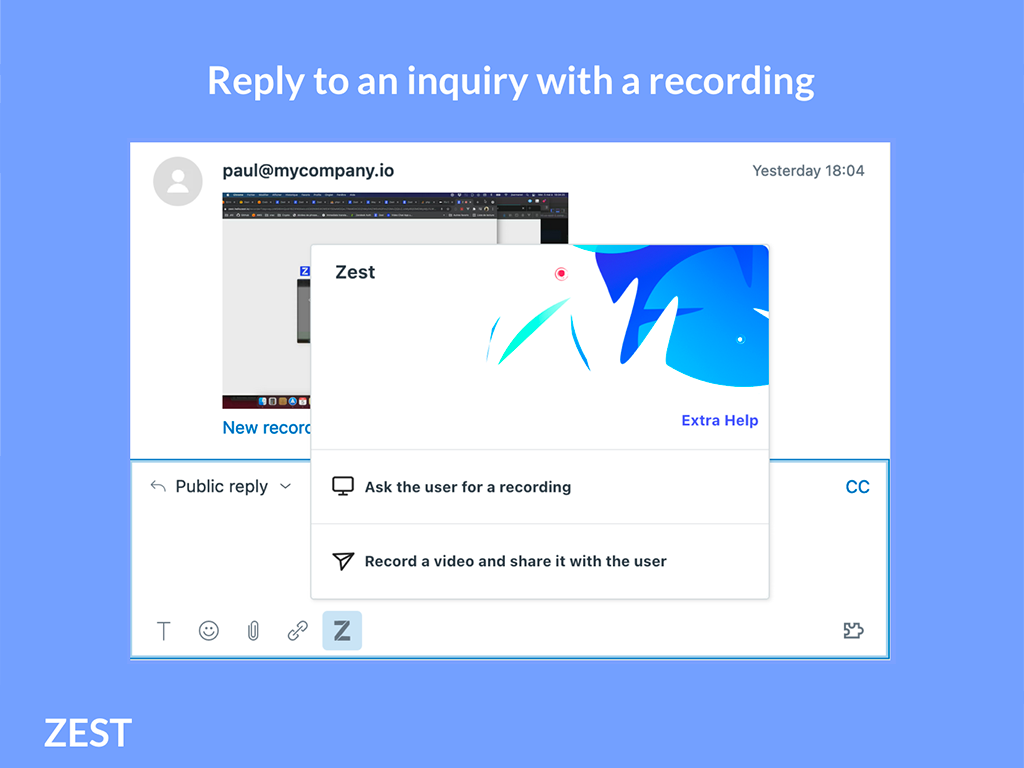 Reply to an inquiry with a recording
paul@mycompany.io
Yesterday 18:04
Z
Zest
New recor
Extra Help
Public reply
CC
Ask the user for a recording
Record a video and share it with the user
T
Z
ZEST